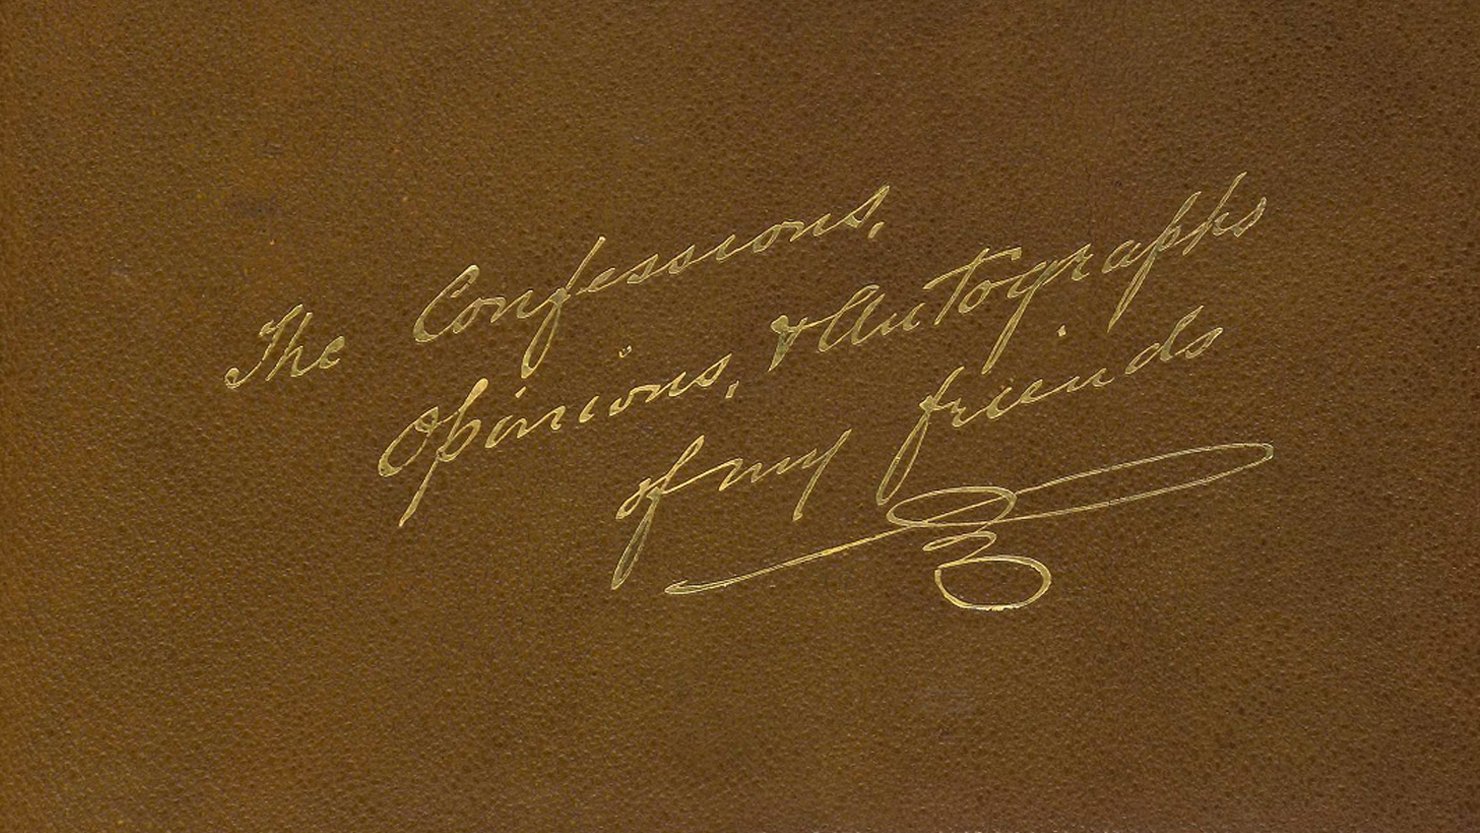 The Confessions,
Opinions, & Autographs
of my friends